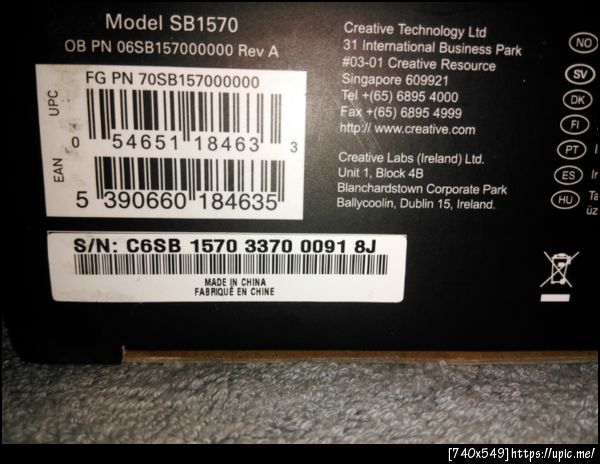 Model SB1570
OB PN 06SB157000000 Rev A
FG PN 70SB157000000
UPC
0 54651 18463 3
EAN
5 390660 184635
S/N: C6SB 1570 3370 0091 8J
MADE IN CHINA
FABRIQUÉ EN CHINE
Creative Technology Ltd
31 International Business Park
#03-01 Creative Resource
Singapore 609921
Tel +(65) 6895 4000
Fax +(65) 6895 4999
http:// www.creative.com
Creative Labs (Ireland) Ltd.
Unit 1, Block 4B
Blanchardstown Corporate Park
Ballycoolin, Dublin 15, Ireland.
NO
SV
DK
FI
PT
ES
HU
Ta
üz
[740x549]https://upic.me/